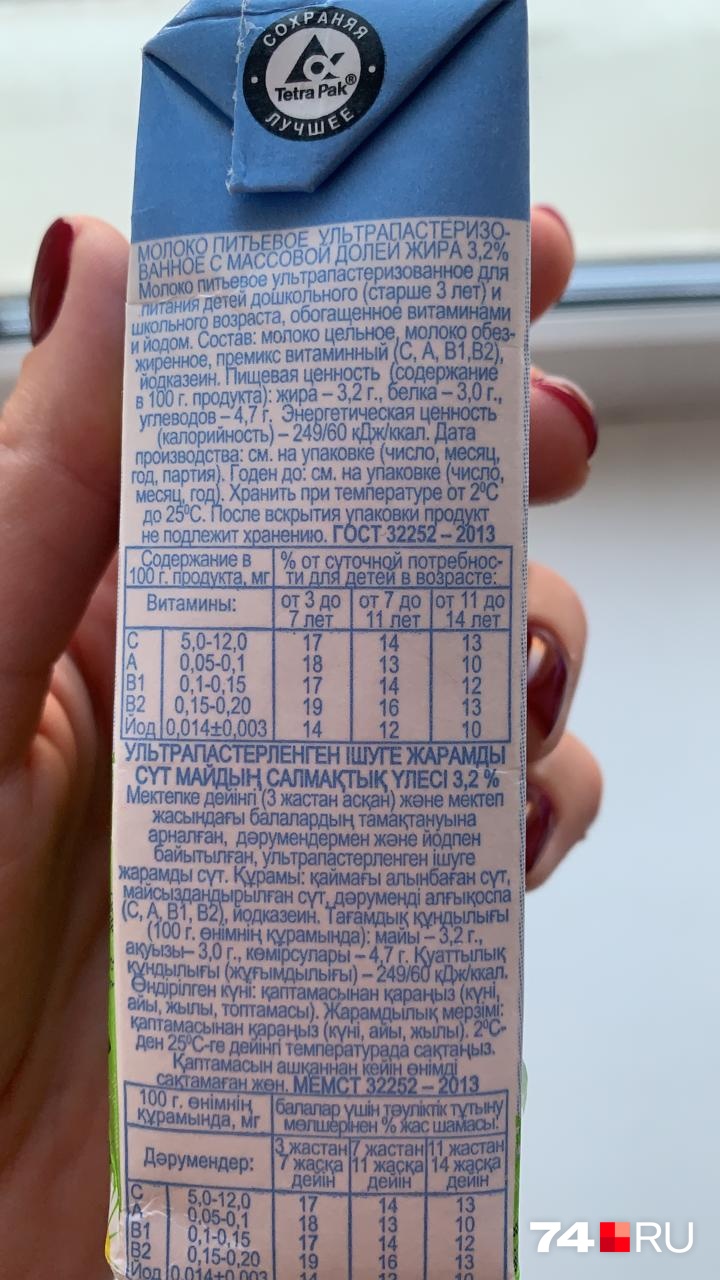 СОХРАНЯЯ
Tetra Pak®
ЛУЧШЕЕ
МОЛОКО ПИТЬЕВОЕ УЛЬТРАПАСТЕРИЗО-
ВАННОЕ С МАССОВОЙ ДОЛЕЙ ЖИРА 3,2%
Молоко питьевое ультрапастеризованное для
питания детей дошкольного (старше 3 лет) и
школьного возраста, обогащенное витаминами
и йодом. Состав: молоко цельное, молоко обез-
жиренное, премикс витаминный (С, А, В1,В2),
йодказеин. Пищевая ценность (содержание
в 100 г. продукта): жира – 3,2 г., белка – 3,0 г.,
углеводов – 4,7 г. Энергетическая ценность
(калорийность) – 249/60 кДж/ккал. Дата
производства: см. на упаковке (число, месяц,
год, партия). Годен до: см. на упаковке (число,
месяц, год). Хранить при температуре от 2⁰С
до 25⁰С. После вскрытия упаковки продукт
не подлежит хранению. ГОСТ 32252 – 2013
Содержание в % от суточной потребнос-
100 г. продукта, мг ти для детей в возрасте:
Витамины: от 3 до от 7 до от 11 до
7 лет 11 лет 14 лет
С 5,0-12,0 17 14 13
А 0,05-0,1 18 13 10
В1 0,1-0,15 17 14 12
В2 0,15-0,20 19 16 13
Йод 0,014±0,003 14 12 10
УЛЬТРАПАСТЕРЛЕНГЕН ІШУГЕ ЖАРАМДЫ
СҮТ МАЙДЫҢ САЛМАҚТЫҚ ҮЛЕСІ 3,2 %
Мектепке дейінгі (3 жастан асқан) және мектеп
жасындағы балалардың тамақтануына
арналған, дәрумендермен және йодпен
байытылған, ультрапастерленген ішуге
жарамды сүт. Құрамы: қаймағы алынбаған сүт,
майсыздандырылған сүт, дәруменді алғықоспа
(С, А, В1, В2), йодказеин. Тағамдық құндылығы
(100 г. өнімнің құрамында): майы – 3,2 г.,
ақуызы– 3,0 г., көмірсулары – 4,7 г. Қуаттылық
құндылығы (жұғымдылығы) – 249/60 кДж/ккал.
Өндірілген күні: қаптамасынан қараңыз (күні,
айы, жылы, топтамасы). Жарамдылық мерзімі:
қаптамасынан қараңыз (күні, айы, жылы). 2⁰С-
ден 25⁰С-ге дейінгі температурада сақтаңыз.
Қаптамасын ашқаннан кейін өнімді
сақтамаған жөн. МЕМСТ 32252 – 2013
100 г. өнімнің балалар үшін тәуліктік тұтыну
құрамында, мг мөлшерінен % жас шамасы:
Дәрумендер: 3 жастан 7 жастан 11 жастан
7 жасқа 11 жасқа 14 жасқа
дейін дейін дейін
С 5,0-12,0 17 14 13
А 0,05-0,1 18 13 10
В1 0,1-0,15 17 14 12
В2 0,15-0,20 19 16 13
Йод 0,014±0,003 14 12 10
74.RU